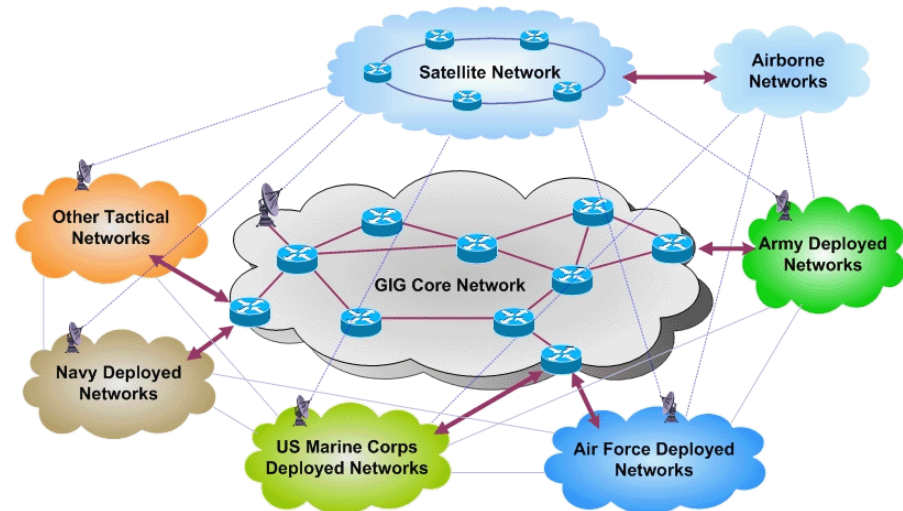 Satellite Network
Airborne
Networks
Other Tactical
Networks
Army Deployed
Networks
GIG Core Network
Navy Deployed
Networks
US Marine Corps
Deployed Networks
Air Force Deployed
Networks